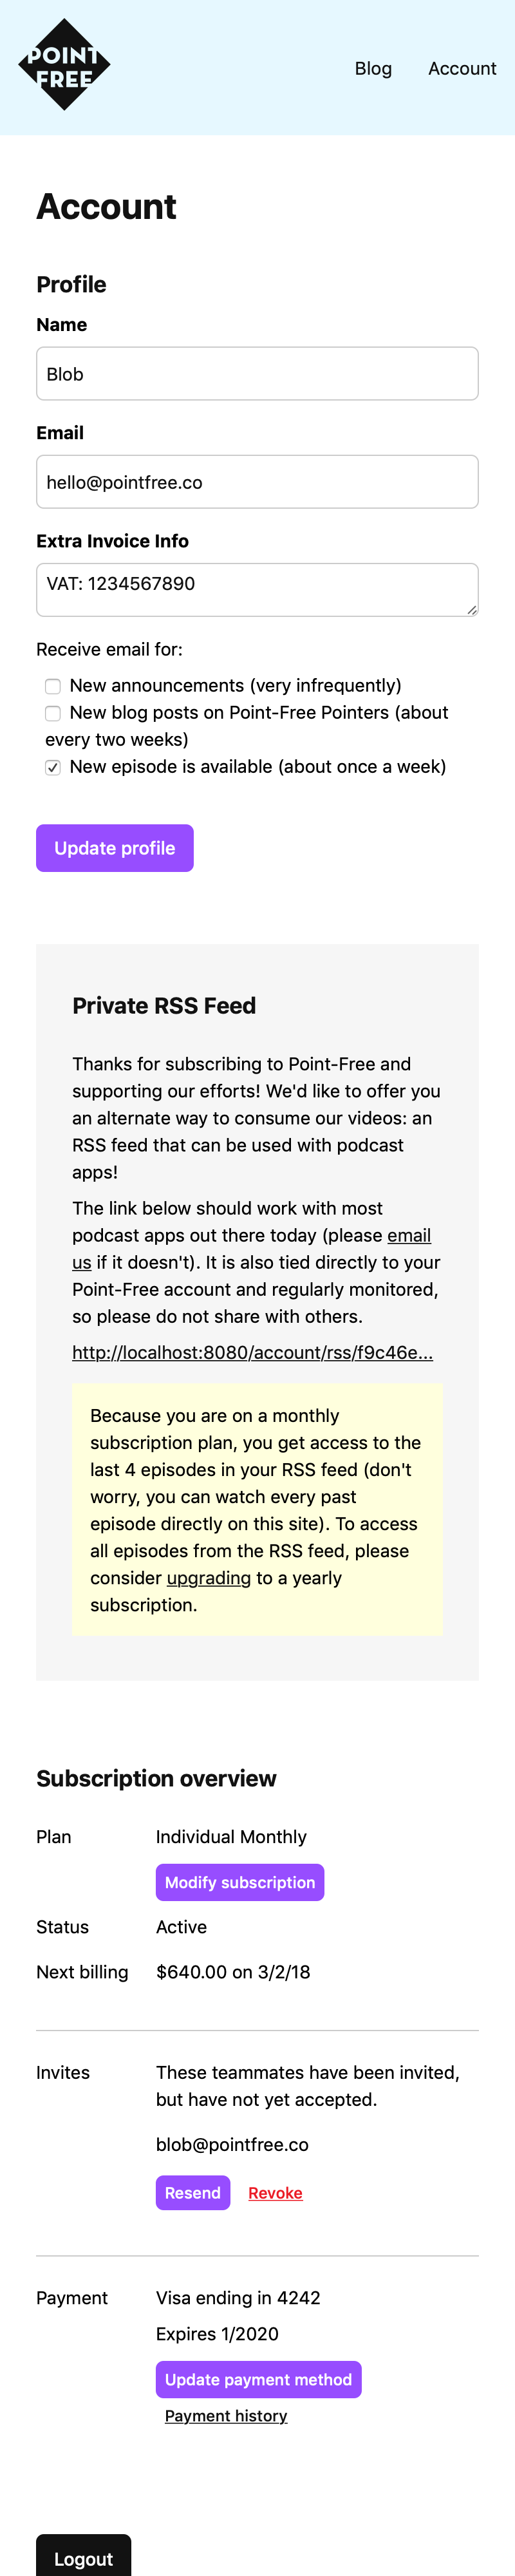 POINT
FREE
Blog
Account
Account
Profile
Name
Blob
Email
hello@pointfree.co
Extra Invoice Info
VAT: 1234567890
Receive email for:
New announcements (very infrequently)
New blog posts on Point-Free Pointers (about
every two weeks)
New episode is available (about once a week)
Update profile
Private RSS Feed
Thanks for subscribing to Point-Free and
supporting our efforts! We'd like to offer you
an alternate way to consume our videos: an
RSS feed that can be used with podcast
apps!
The link below should work with most
podcast apps out there today (please email
us if it doesn't). It is also tied directly to your
Point-Free account and regularly monitored,
so please do not share with others.
http://localhost:8080/account/rss/f9c46e...
Because you are on a monthly
subscription plan, you get access to the
last 4 episodes in your RSS feed (don't
worry, you can watch every past
episode directly on this site). To access
all episodes from the RSS feed, please
consider upgrading to a yearly
subscription.
Subscription overview
Plan
Individual Monthly
Modify subscription
Status
Active
Next billing
$640.00 on 3/2/18
Invites
These teammates have been invited,
but have not yet accepted.
blob@pointfree.co
Resend
Revoke
Payment
Visa ending in 4242
Expires 1/2020
Update payment method
Payment history
Logout